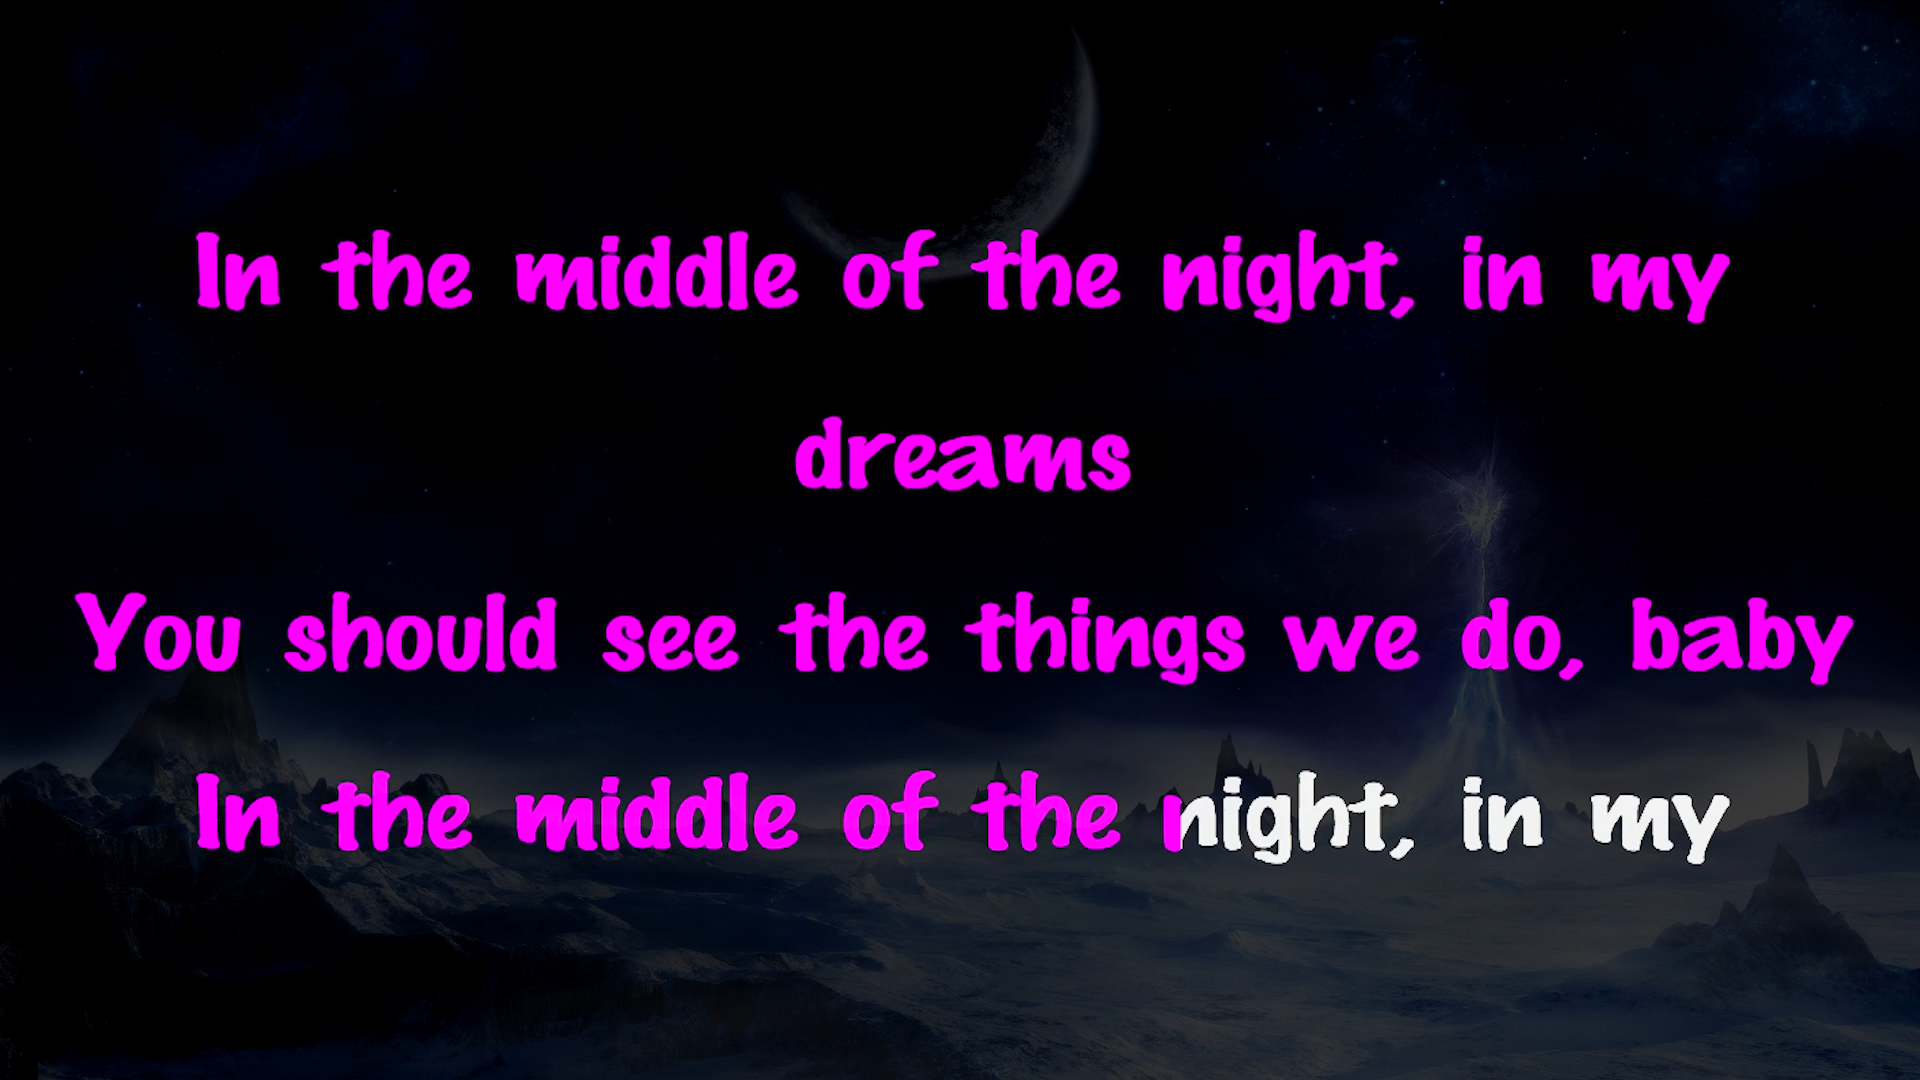 In the middle of the night, in my
dreams
You should see the things we do, baby
In the middle of the night, in my